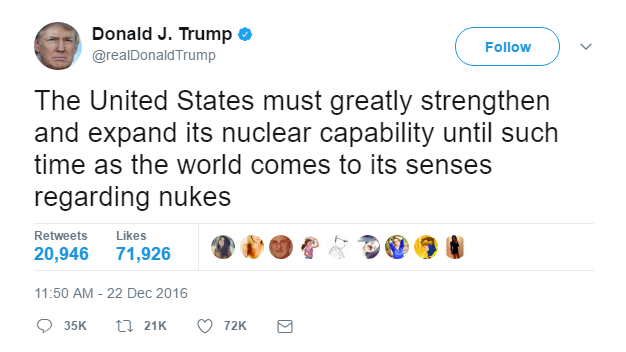 Donald J. Trump
@realDonaldTrump
Follow
The United States must greatly strengthen
and expand its nuclear capability until such
time as the world comes to its senses
regarding nukes
Retweets Likes
20,946 71,926
11:50 AM - 22 Dec 2016
35K 21K 72K